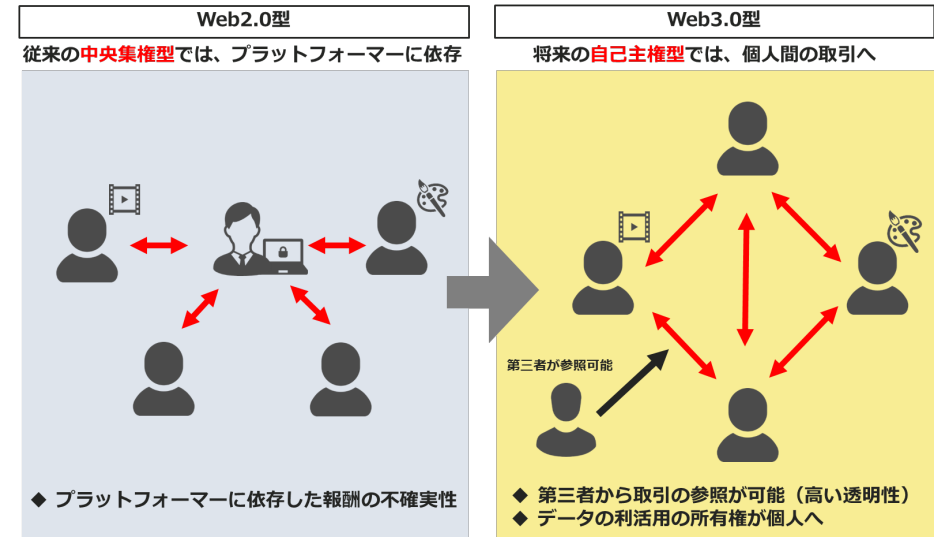 Web2.0型
従来の中央集権型では、プラットフォーマーに依存
◆ プラットフォーマーに依存した報酬の不確実性
Web3.0型
将来の自己主権型では、個人間の取引へ
第三者が参照可能
◆ 第三者から取引の参照が可能（高い透明性）
◆ データの利活用の所有権が個人へ